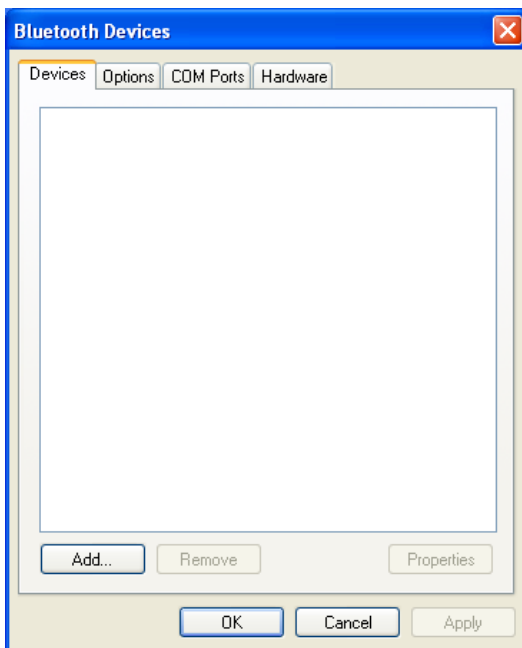 Bluetooth Devices
Devices Options COM Ports Hardware
Add... Remove Properties
OK Cancel Apply